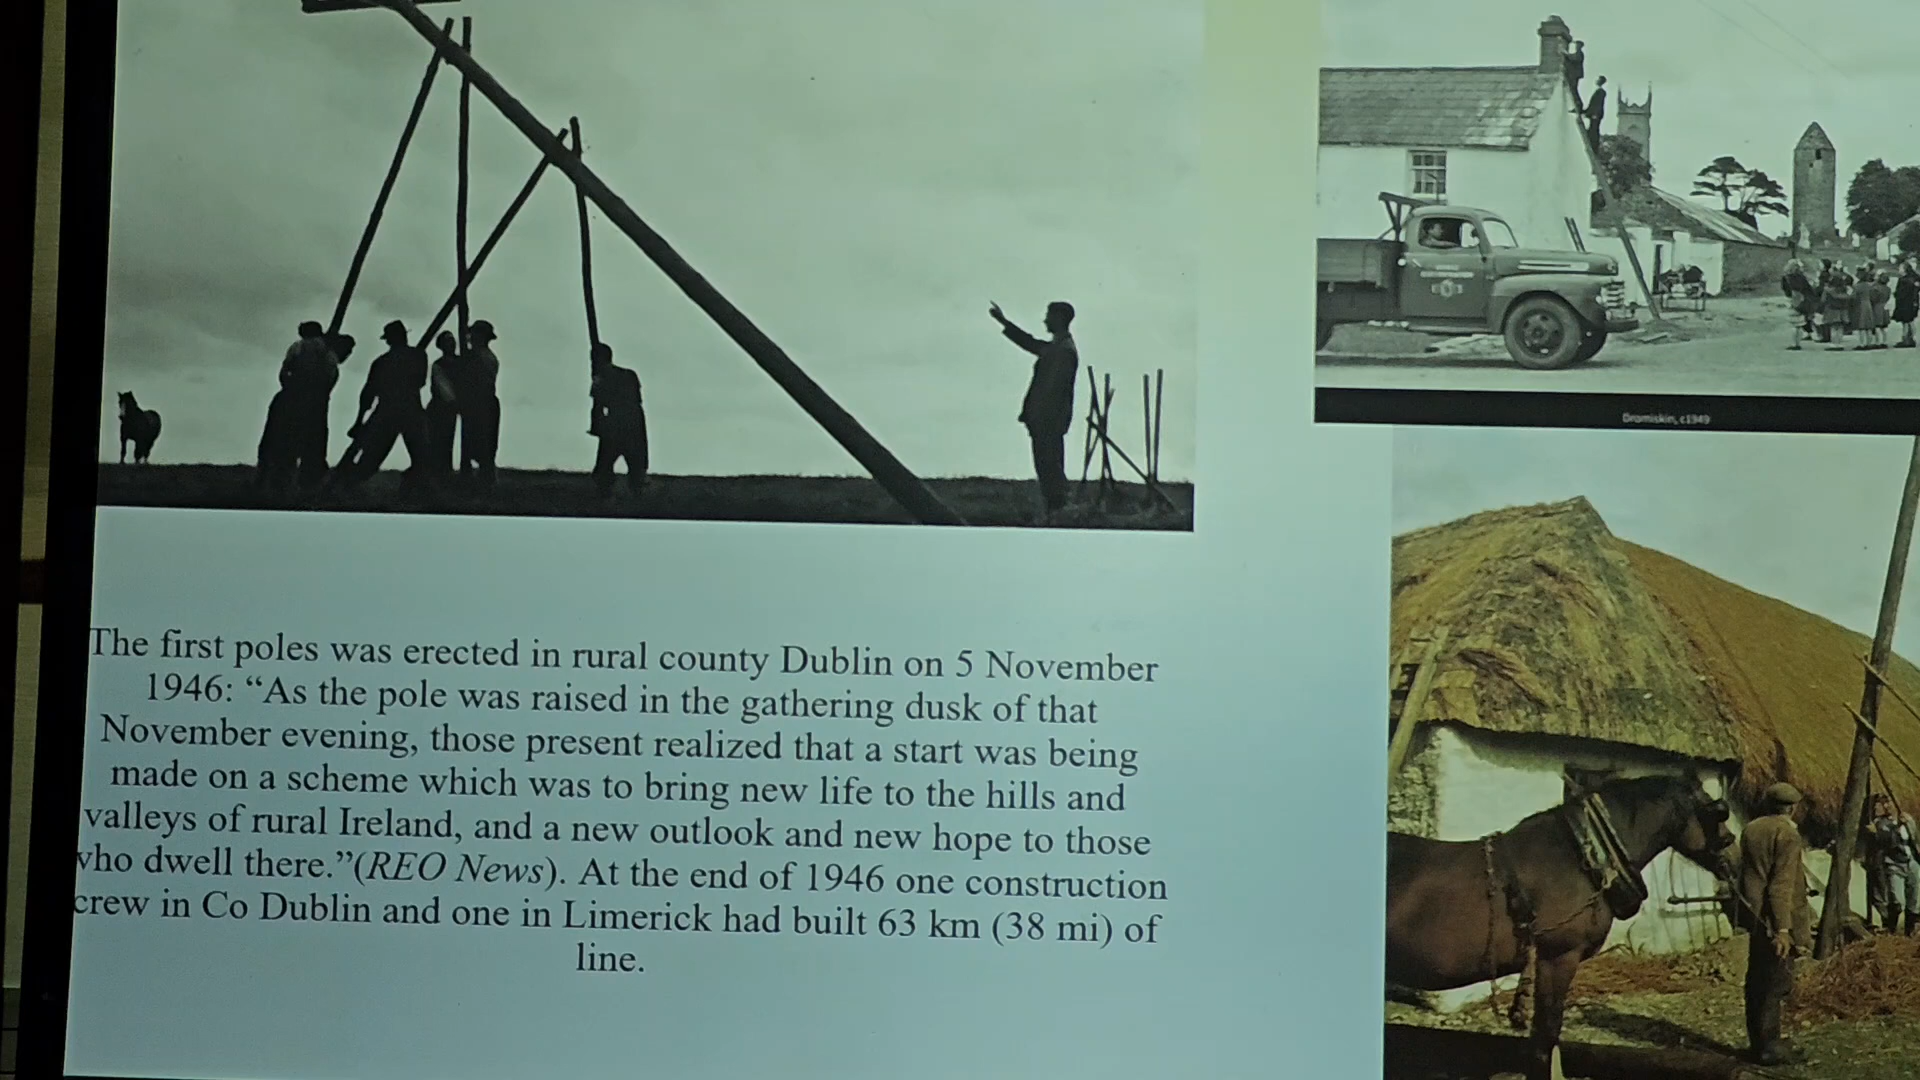 Dromiskin, c1949
The first poles was erected in rural county Dublin on 5 November
1946: “As the pole was raised in the gathering dusk of that
November evening, those present realized that a start was being
made on a scheme which was to bring new life to the hills and
valleys of rural Ireland, and a new outlook and new hope to those
who dwell there.”(REO News). At the end of 1946 one construction
crew in Co Dublin and one in Limerick had built 63 km (38 mi) of
line.